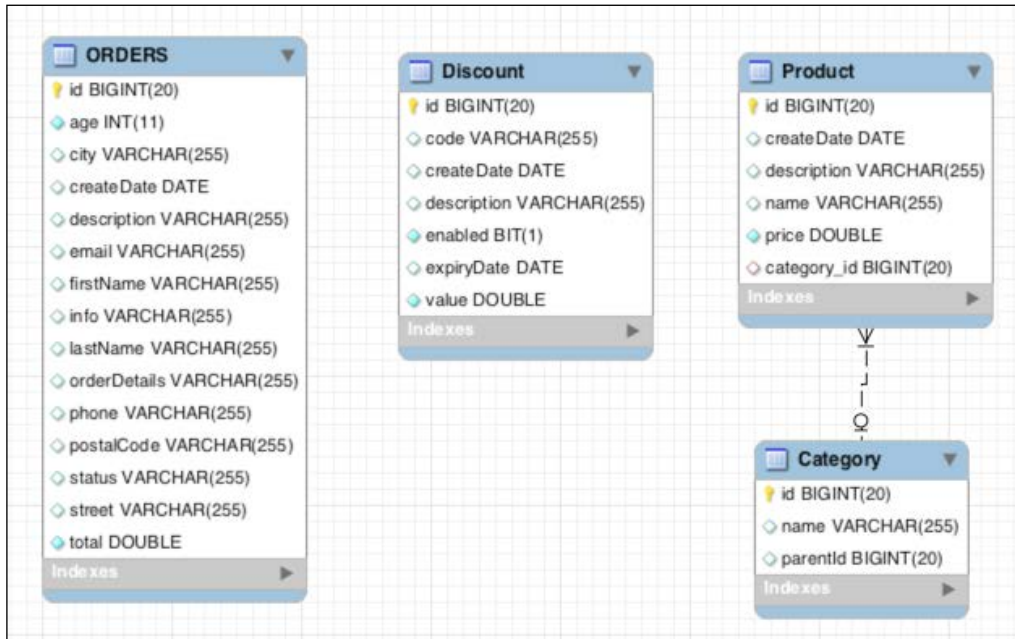 ORDERS
id BIGINT(20)
age INT(11)
city VARCHAR(255)
createDate DATE
description VARCHAR(255)
email VARCHAR(255)
firstName VARCHAR(255)
info VARCHAR(255)
lastName VARCHAR(255)
orderDetails VARCHAR(255)
phone VARCHAR(255)
postalCode VARCHAR(255)
status VARCHAR(255)
street VARCHAR(255)
total DOUBLE
Indexes
Discount
id BIGINT(20)
code VARCHAR(255)
createDate DATE
description VARCHAR(255)
enabled BIT(1)
expiryDate DATE
value DOUBLE
Indexes
Product
id BIGINT(20)
createDate DATE
description VARCHAR(255)
name VARCHAR(255)
price DOUBLE
category_id BIGINT(20)
Indexes
Category
id BIGINT(20)
name VARCHAR(255)
parentId BIGINT(20)
Indexes